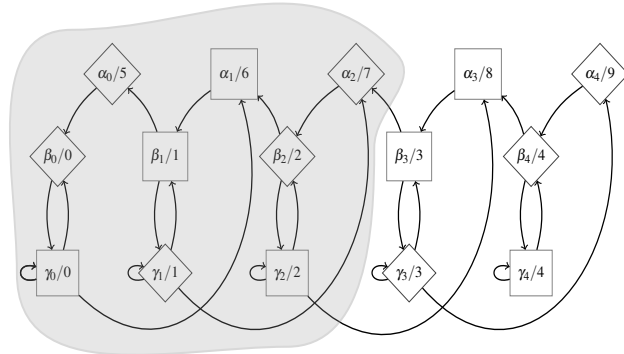 α₀/5 α₁/6 α₂/7 α₃/8 α₄/9
β₀/0 β₁/1 β₂/2 β₃/3 β₄/4
γ₀/0 γ₁/1 γ₂/2 γ₃/3 γ₄/4